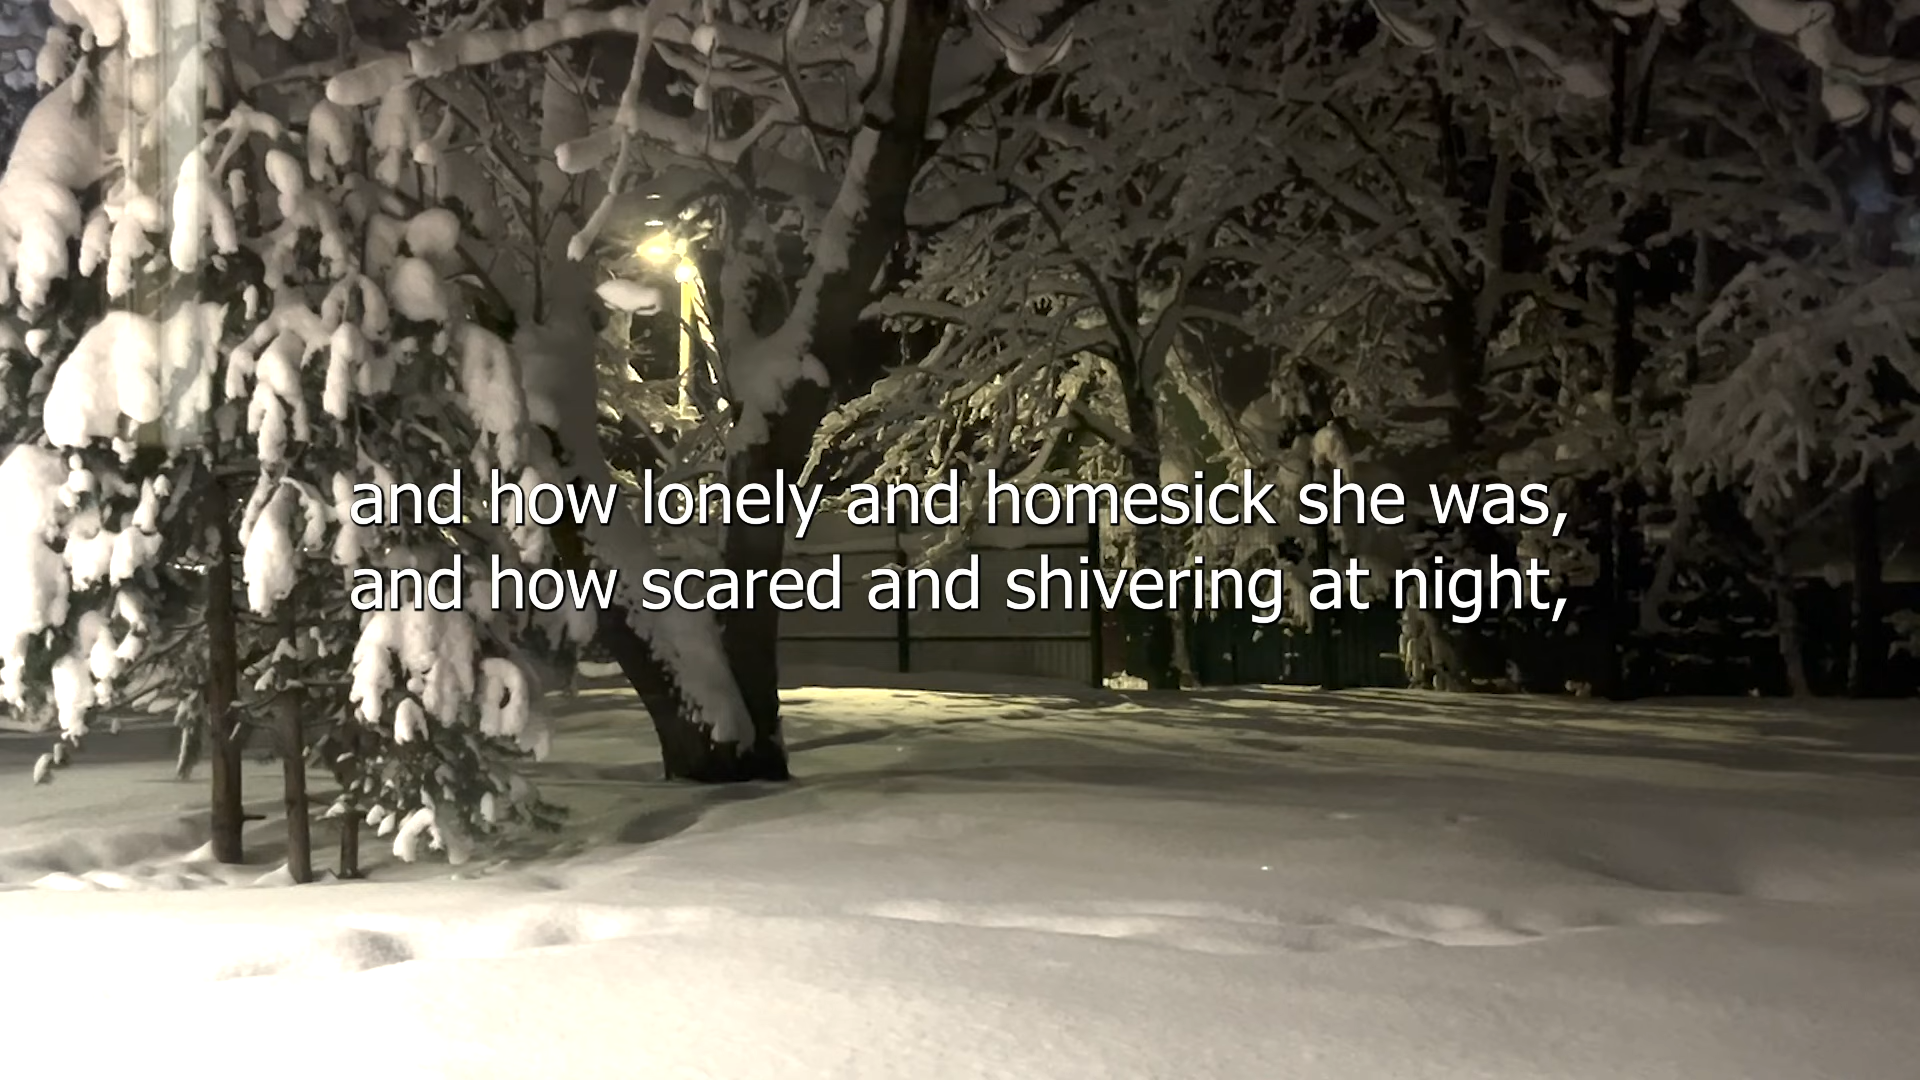 and how lonely and homesick she was,
and how scared and shivering at night,